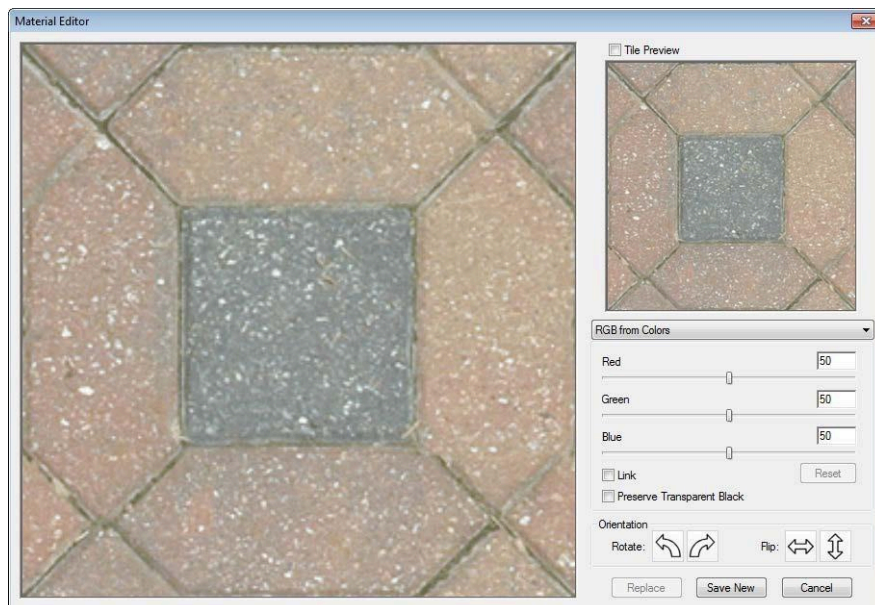 Material Editor
Tile Preview
RGB from Colors
Red 50
Green 50
Blue 50
Link Reset
Preserve Transparent Black
Orientation
Rotate: Flip:
Replace Save New Cancel